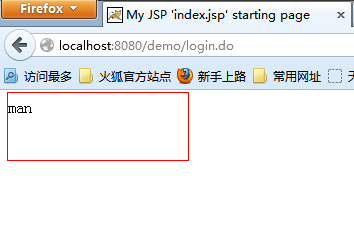 Firefox
My JSP 'index.jsp' starting page
localhost:8080/demo/login.do
访问最多 火狐官方站点 新手上路 常用网址
man